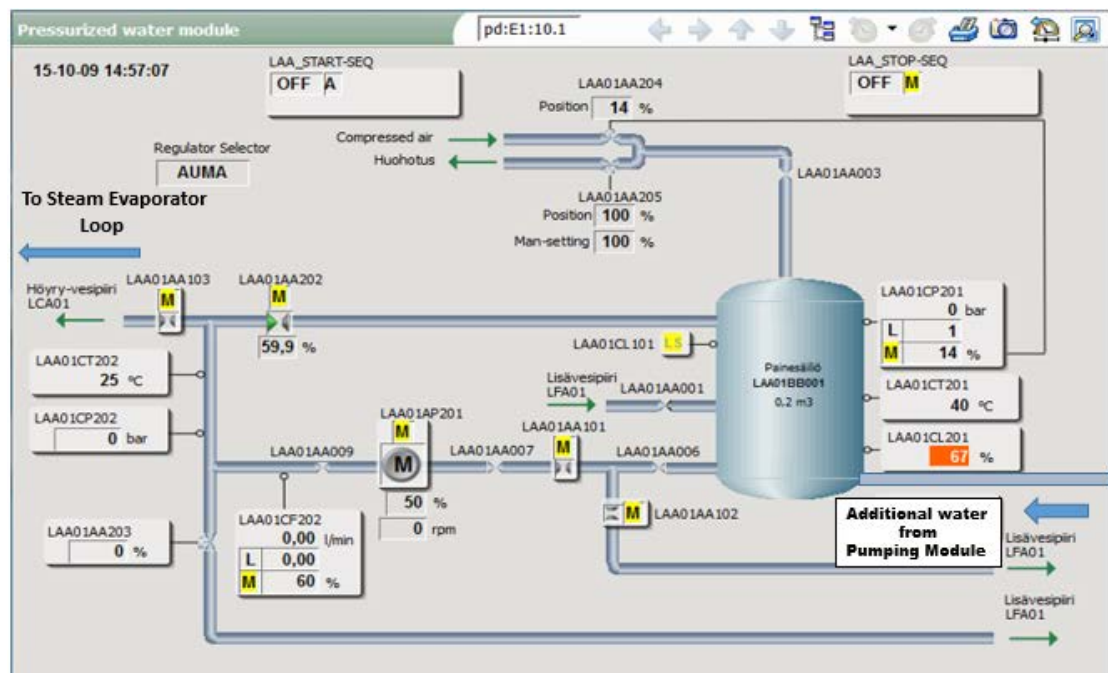 Pressurized water module
pd:E1:10.1
15-10-09 14:57:07
LAA_START-SEQ
OFF A
LAA_STOP-SEQ
OFF M
LAA01AA204
Position 14 %
Compressed air
Huohotus
LAA01AA003
Regulator Selector
AUMA
LAA01AA205
Position 100 %
Man-setting 100 %
To Steam Evaporator
Loop
Höyry-vesipiiri
LCA01
LAA01AA103
M
LAA01AA202
M
59,9 %
LAA01CP201
0 bar
L 1
M 14 %
LAA01CL101 LS
Painesäiliö
LAA01BB001
0.2 m3
LAA01CT202
25 ºC
Lisävesipiiri
LFA01
LAA01AA001
LAA01CT201
40 ºC
LAA01CP202
0 bar
LAA01AP201
M
M
50 %
0 rpm
LAA01AA101
M
LAA01CL201
67 %
LAA01AA009
LAA01AA007
LAA01AA006
LAA01CF202
0,00 l/min
L 0,00
M 60 %
M LAA01AA102
Additional water
from
Pumping Module
LAA01AA203
0 %
Lisävesipiiri
LFA01
Lisävesipiiri
LFA01